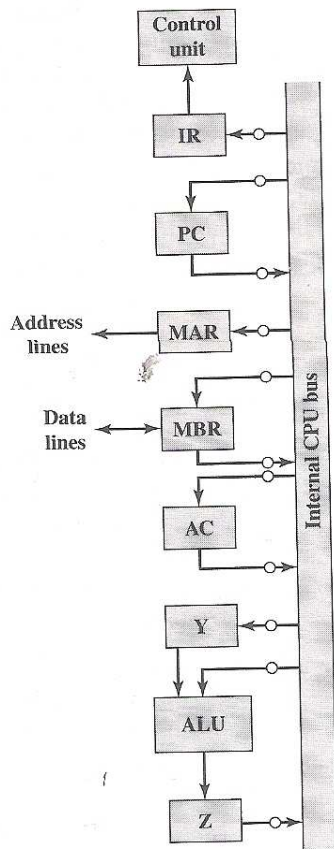 Control
unit
IR
PC
MAR
Address
lines
MBR
Data
lines
AC
Internal CPU bus
Y
ALU
Z